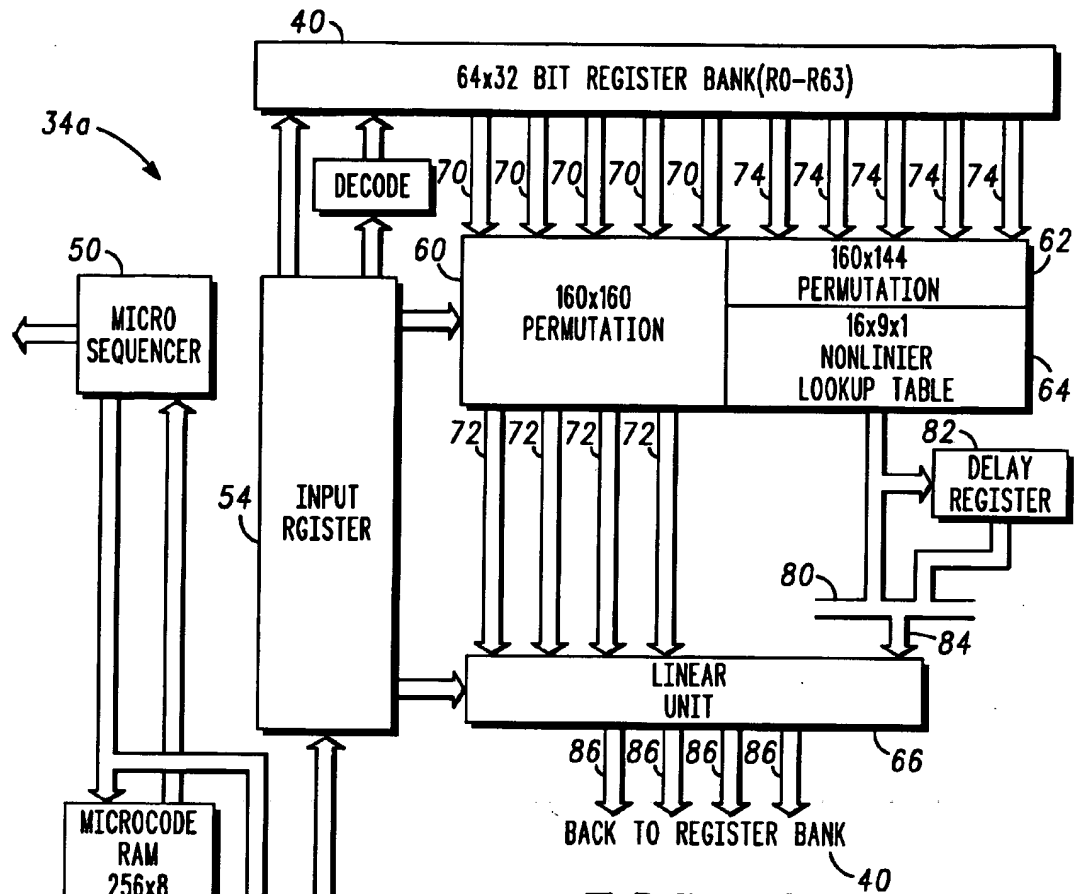 40
64x32 BIT REGISTER BANK(R0-R63)
34a
DECODE
70 70 70 70 74 74 74 74 74
50
60
62
MICRO
SEQUENCER
160x160
PERMUTATION
160x144
PERMUTATION
16x9x1
NONLINIER
LOOKUP TABLE
64
72 72 72 72
82
DELAY
REGISTER
54
INPUT
RGISTER
80
84
LINEAR
UNIT
66
86 86 86 86
BACK TO REGISTER BANK
40
MICROCODE
RAM
256x8